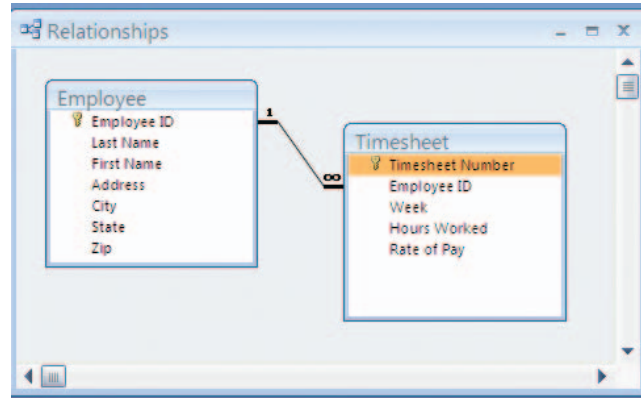 Relationships
Employee
Employee ID
Last Name
First Name
Address
City
State
Zip
1
∞
Timesheet
Timesheet Number
Employee ID
Week
Hours Worked
Rate of Pay